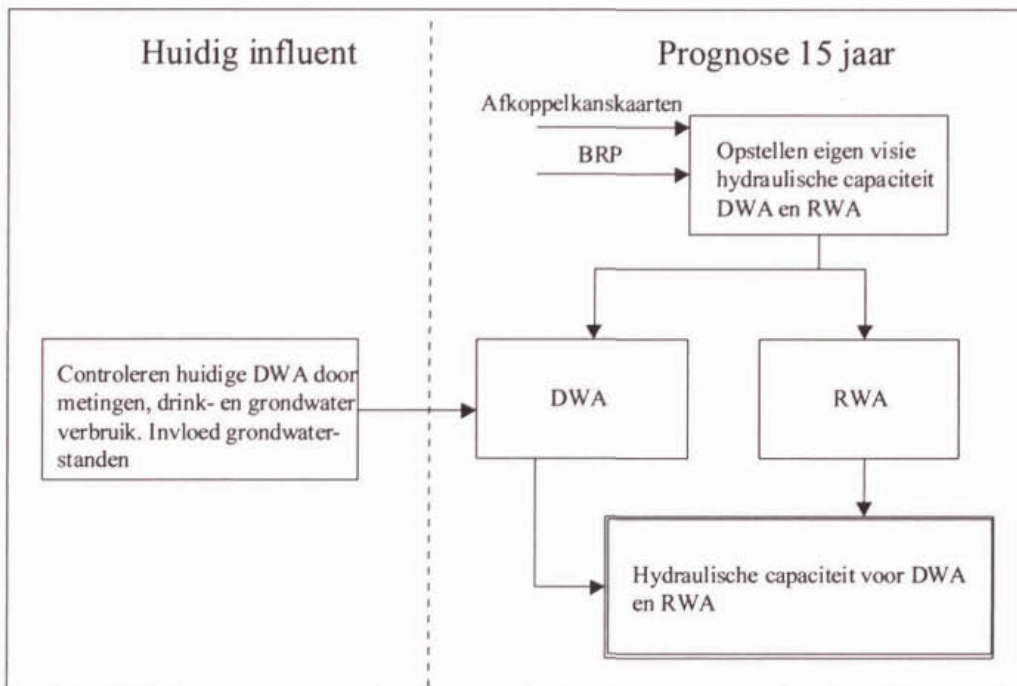 Huidig influent
Prognose 15 jaar
Afkoppelkanskaarten
BRP
Opstellen eigen visie
hydraulische capaciteit
DWA en RWA
Controleren huidige DWA door
metingen, drink- en grondwater
verbruik. Invloed grondwater-
standen
DWA
RWA
Hydraulische capaciteit voor DWA
en RWA